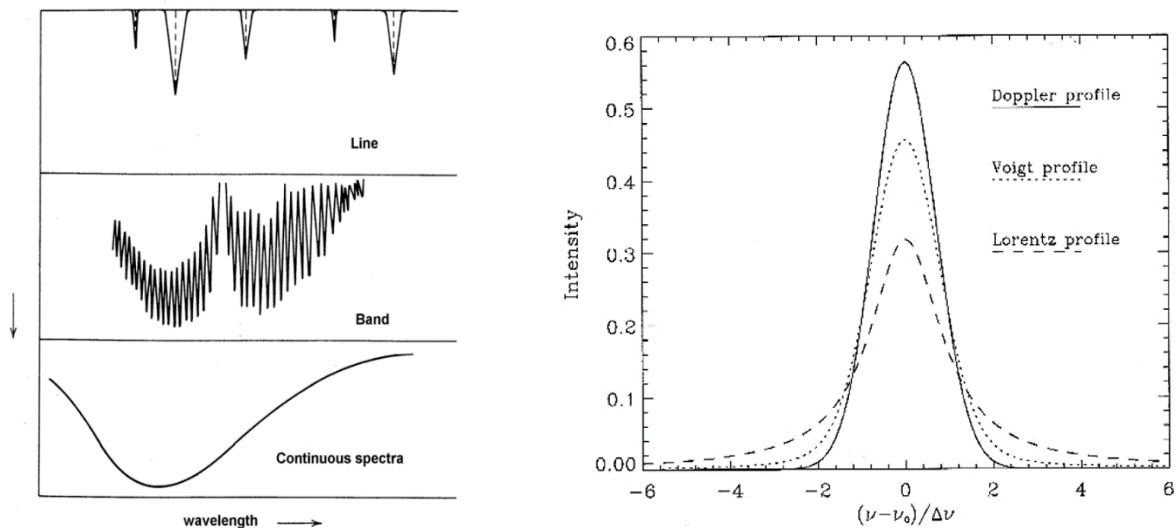 Line
Band
Continuous spectra
wavelength
0.6
0.5
0.4
0.3
0.2
0.1
0.00
Intensity
Doppler profile
Voigt profile
Lorentz profile
-6
-4
-2
0
2
4
6
(ν-ν₀)/Δν